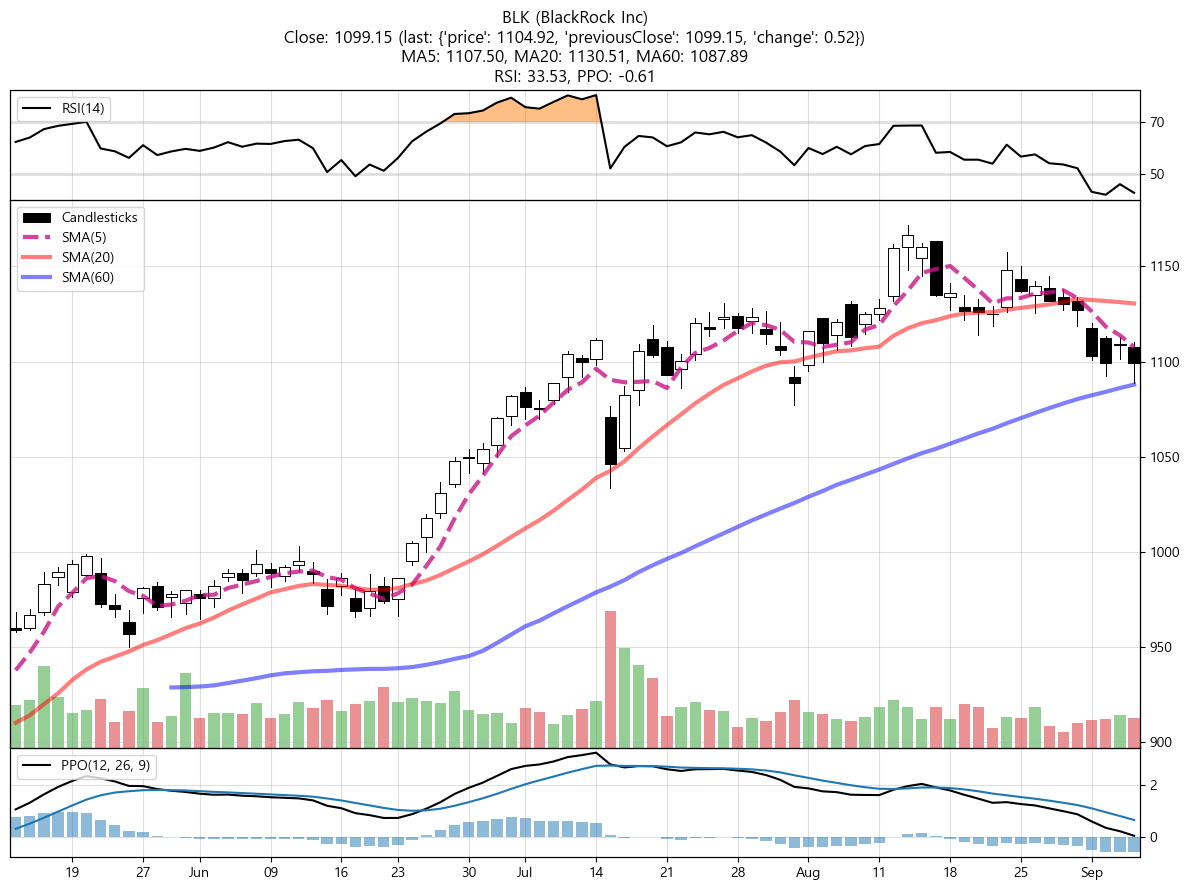 BLK (BlackRock Inc)
Close: 1099.15 (last: {'price': 1104.92, 'previousClose': 1099.15, 'change': 0.52})
MA5: 1107.50, MA20: 1130.51, MA60: 1087.89
RSI: 33.53, PPO: -0.61
RSI(14)
70
50
Candlesticks
SMA(5)
SMA(20)
SMA(60)
1150
1100
1050
1000
950
900
PPO(12, 26, 9)
2
0
19 27 Jun 09 16 23 30 Jul 14 21 28 Aug 11 18 25 Sep